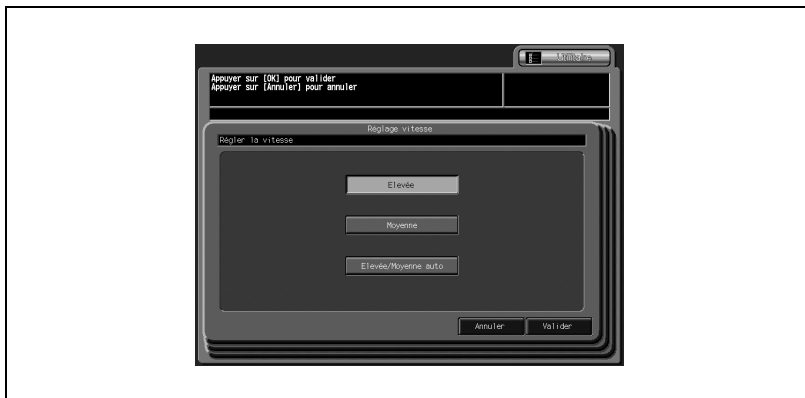 Utilitaire
Appuyer sur [OK] pour valider
Appuyer sur [Annuler] pour annuler
Réglage vitesse
Régler la vitesse
Elevée
Moyenne
Elevée/Moyenne auto
Annuler
Valider